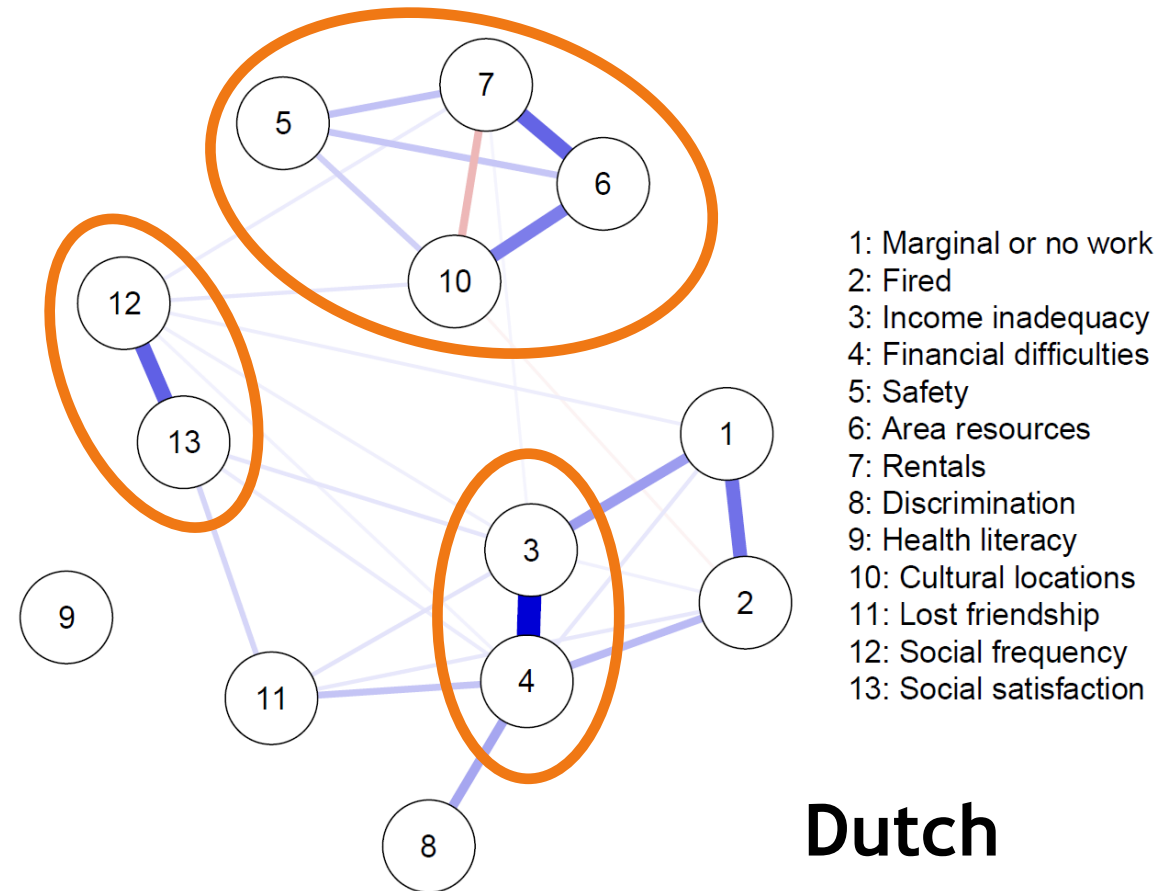 7
5
6
10
12
13
1
3
2
9
4
11
8
1: Marginal or no work
2: Fired
3: Income inadequacy
4: Financial difficulties
5: Safety
6: Area resources
7: Rentals
8: Discrimination
9: Health literacy
10: Cultural locations
11: Lost friendship
12: Social frequency
13: Social satisfaction
Dutch